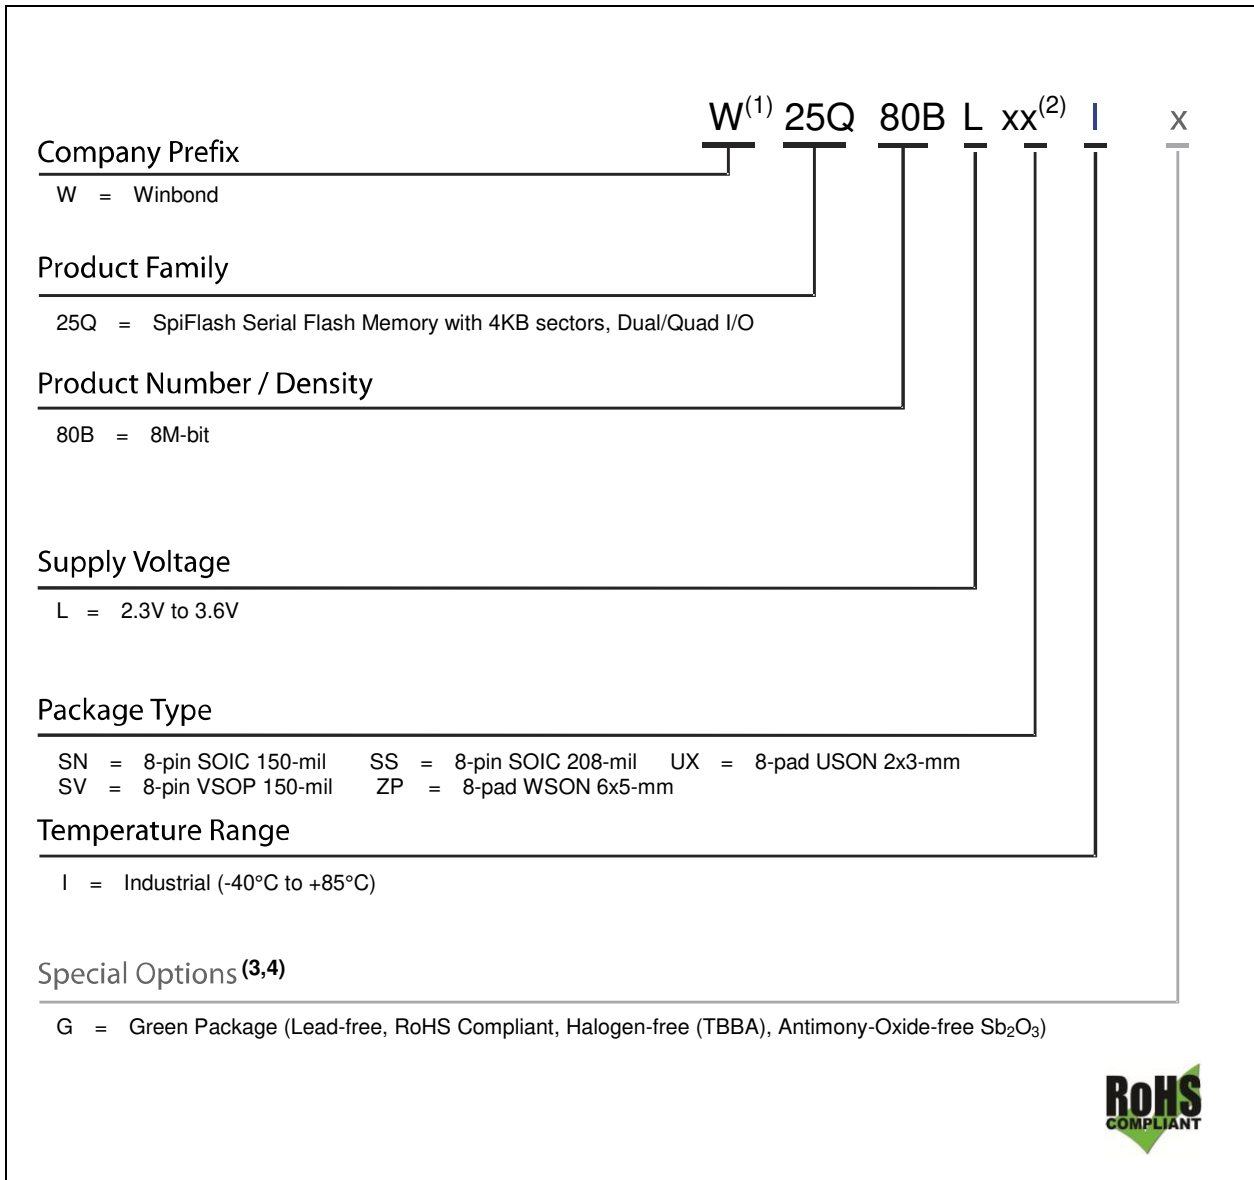 W(1) 25Q 80B L xx(2) I x
Company Prefix
W = Winbond
Product Family
25Q = SpiFlash Serial Flash Memory with 4KB sectors, Dual/Quad I/O
Product Number / Density
80B = 8M-bit
Supply Voltage
L = 2.3V to 3.6V
Package Type
SN = 8-pin SOIC 150-mil SS = 8-pin SOIC 208-mil UX = 8-pad USON 2x3-mm
SV = 8-pin VSOP 150-mil ZP = 8-pad WSON 6x5-mm
Temperature Range
I = Industrial (-40°C to +85°C)
Special Options (3,4)
G = Green Package (Lead-free, RoHS Compliant, Halogen-free (TBBA), Antimony-Oxide-free Sb₂O₃)
RoHS
COMPLIANT